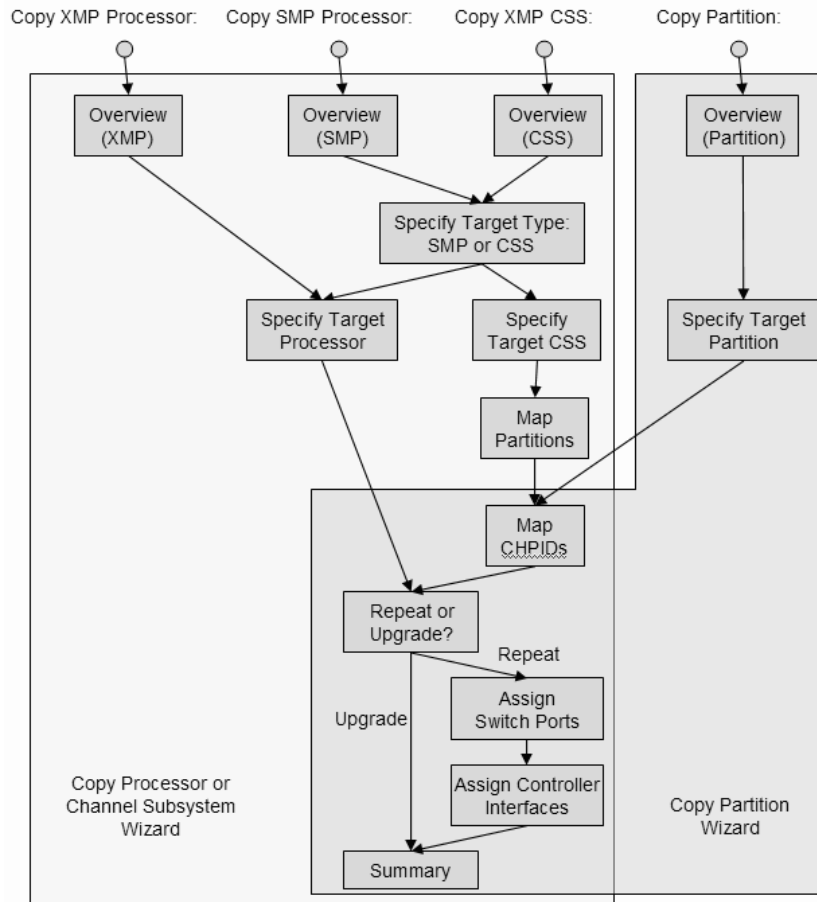 Copy XMP Processor:
Copy SMP Processor:
Copy XMP CSS:
Copy Partition:
Overview
(XMP)
Overview
(SMP)
Overview
(CSS)
Overview
(Partition)
Specify Target Type:
SMP or CSS
Specify Target
Processor
Specify
Target CSS
Specify Target
Partition
Map
Partitions
Map
CHPIDs
Repeat or
Upgrade?
Repeat
Assign
Switch Ports
Upgrade
Assign Controller
Interfaces
Copy Processor or
Channel Subsystem
Wizard
Copy Partition
Wizard
Summary